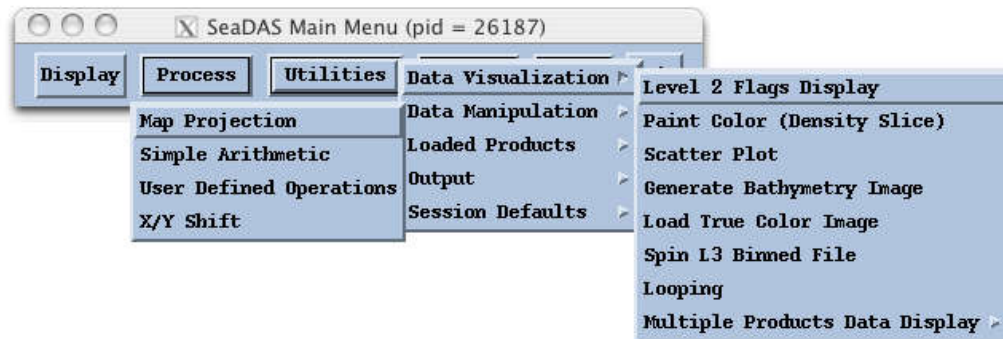 SeaDAS Main Menu (pid = 26187)
Display
Process
Utilities
Map Projection
Simple Arithmetic
User Defined Operations
X/Y Shift
Data Visualization
Data Manipulation
Loaded Products
Output
Session Defaults
Level 2 Flags Display
Paint Color (Density Slice)
Scatter Plot
Generate Bathymetry Image
Load True Color Image
Spin L3 Binned File
Looping
Multiple Products Data Display